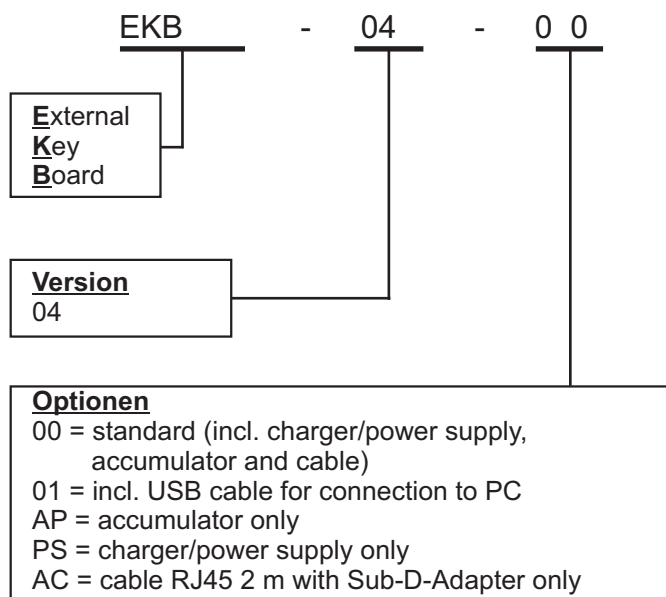 EKB - 04 - 0 0
External
Key
Board
Version
04
Optionen
00 = standard (incl. charger/power supply,
accumulator and cable)
01 = incl. USB cable for connection to PC
AP = accumulator only
PS = charger/power supply only
AC = cable RJ45 2 m with Sub-D-Adapter only